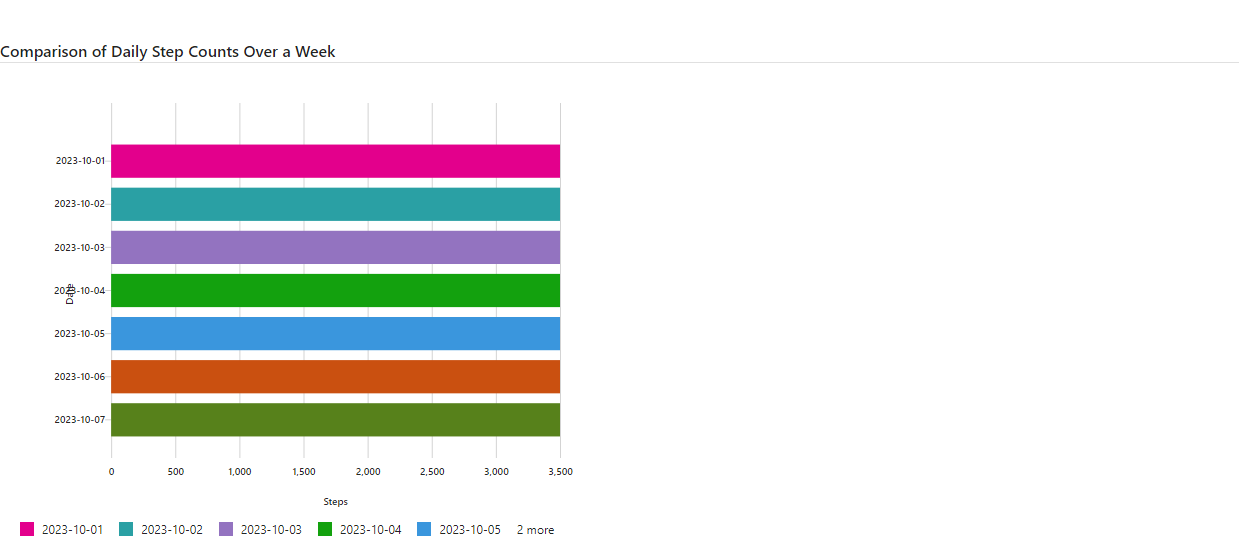 Comparison of Daily Step Counts Over a Week
2023-10-01
2023-10-02
2023-10-03
2023-10-04
Date
2023-10-05
2023-10-06
2023-10-07
0 500 1,000 1,500 2,000 2,500 3,000 3,500
Steps
2023-10-01 2023-10-02 2023-10-03 2023-10-04 2023-10-05 2 more